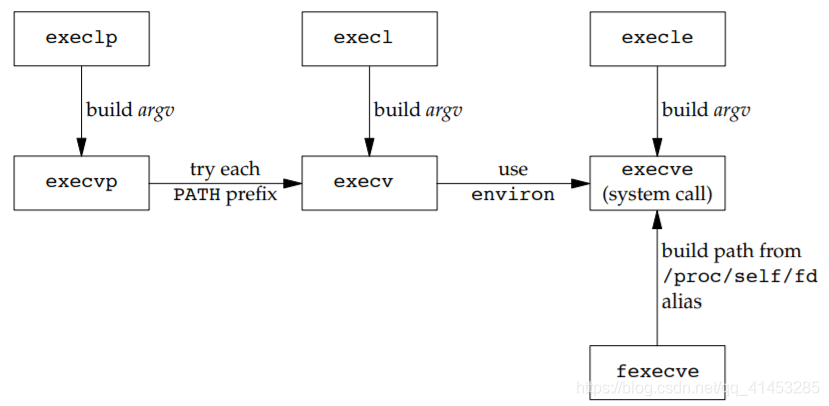 execlp
execl
execle
build argv
build argv
build argv
execvp
try each
PATH prefix
execv
use
environ
execve
(system call)
build path from
/proc/self/fd
alias
fexecve
https://blog.csdn.net/qq_41453285